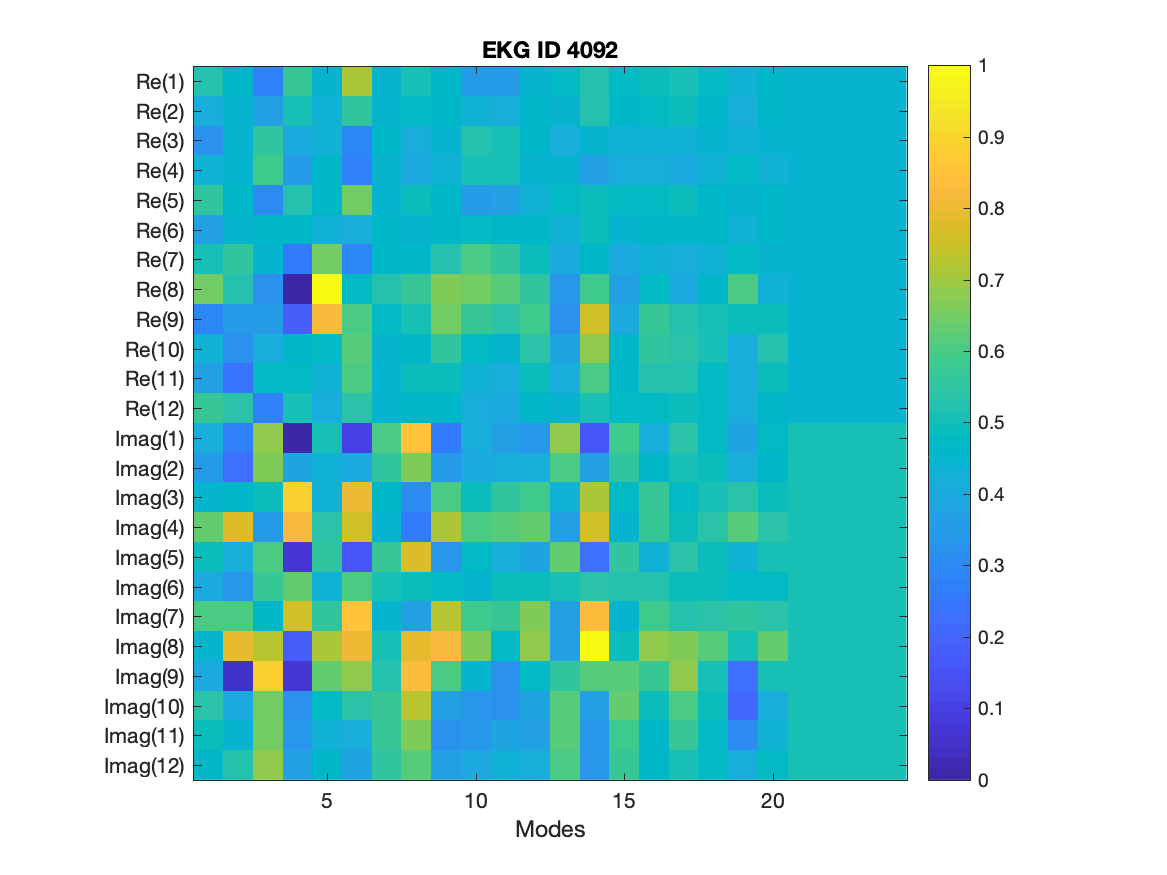 EKG ID 4092
Re(1)
Re(2)
Re(3)
Re(4)
Re(5)
Re(6)
Re(7)
Re(8)
Re(9)
Re(10)
Re(11)
Re(12)
Imag(1)
Imag(2)
Imag(3)
Imag(4)
Imag(5)
Imag(6)
Imag(7)
Imag(8)
Imag(9)
Imag(10)
Imag(11)
Imag(12)
5 10 15 20
Modes
1
0.9
0.8
0.7
0.6
0.5
0.4
0.3
0.2
0.1
0